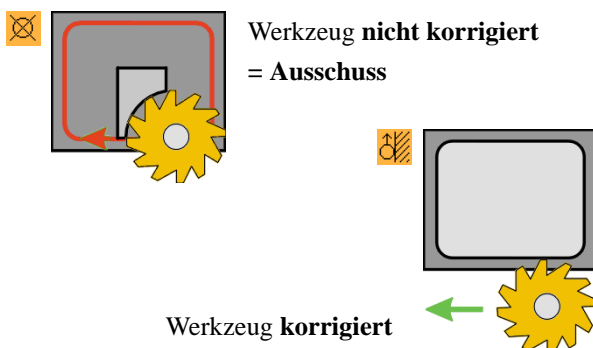 Werkzeug nicht korrigiert
= Ausschuss
Werkzeug korrigiert